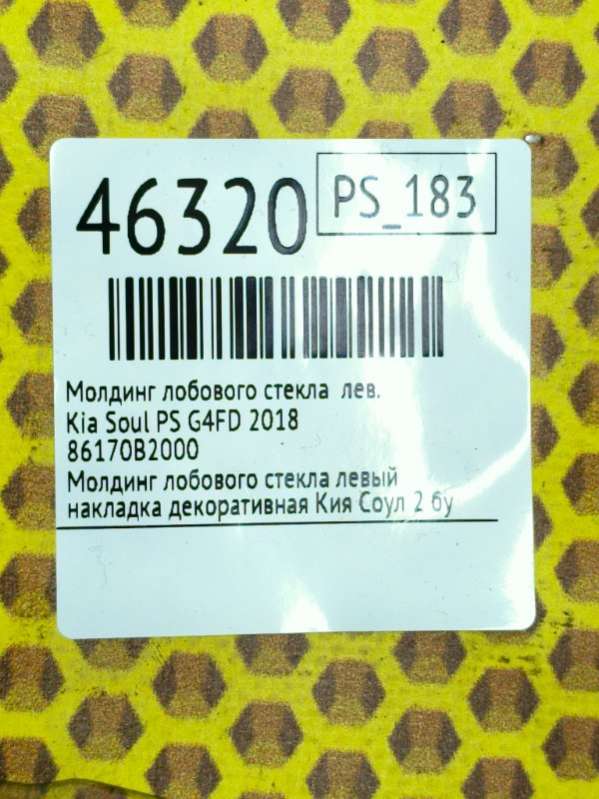 46320
PS_183
Молдинг лобового стекла лев.
Kia Soul PS G4FD 2018
86170B2000
Молдинг лобового стекла левый
накладка декоративная Кия Соул 2 бу